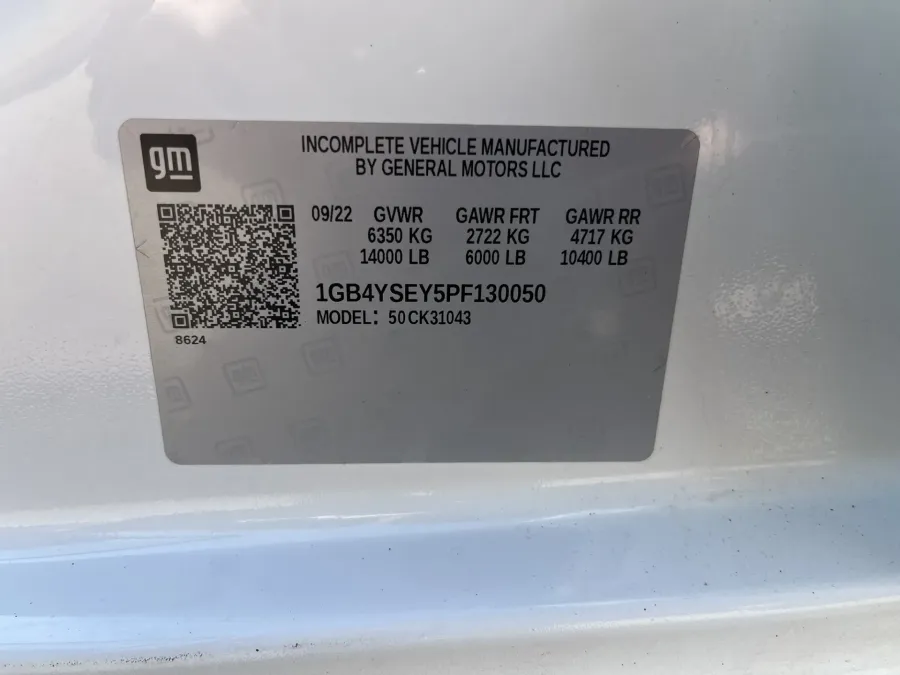 gm
INCOMPLETE VEHICLE MANUFACTURED
BY GENERAL MOTORS LLC
09/22 GVWR GAWR FRT GAWR RR
6350 KG 2722 KG 4717 KG
14000 LB 6000 LB 10400 LB
1GB4YSEY5PF130050
MODEL: 50CK31043
8624